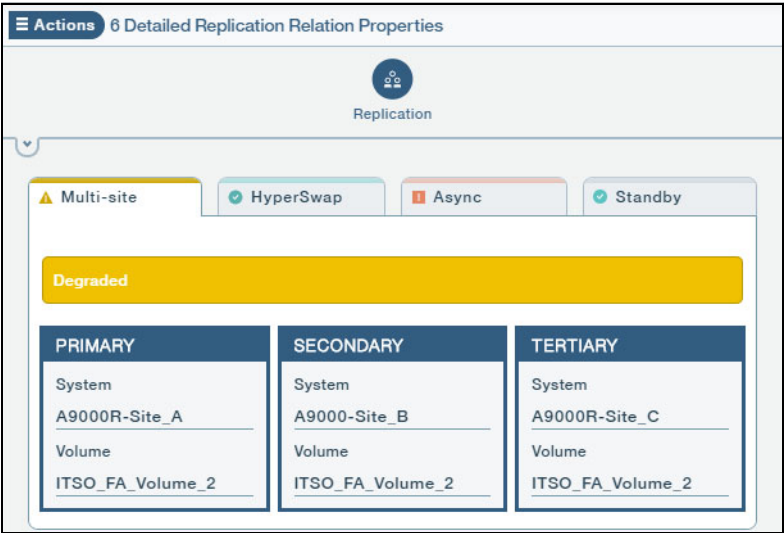 Actions 6 Detailed Replication Relation Properties
Replication
Multi-site HyperSwap Async Standby
Degraded
PRIMARY SECONDARY TERTIARY
System System System
A9000R-Site_A A9000-Site_B A9000R-Site_C
Volume Volume Volume
ITSO_FA_Volume_2 ITSO_FA_Volume_2 ITSO_FA_Volume_2